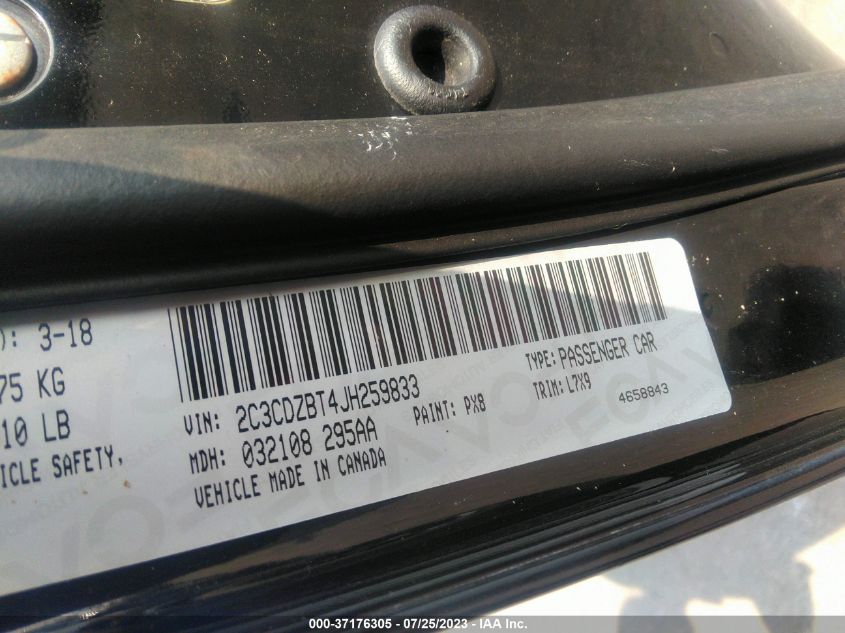 ): 3-18
75 KG
10 LB
ICLE SAFETY,
VIN: 2C3CDZBT4JH259833
TYPE: PASSENGER CAR
MDH: 032108 295AA
PAINT: PX8
TRIM: L7X9
VEHICLE MADE IN CANADA
4658843
000-37176305 - 07/25/2023 - IAA Inc.